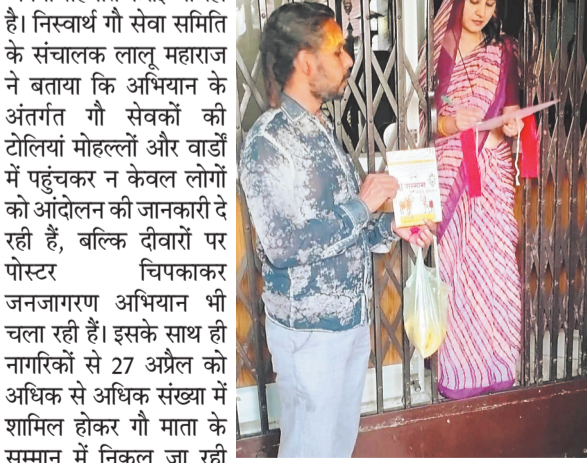 है। निस्वार्थ गौ सेवा समिति
के संचालक लालू महाराज
ने बताया कि अभियान के
अंतर्गत गौ सेवकों की
टोलियां मोहल्लों और वार्डों
में पहुंचकर न केवल लोगों
को आंदोलन की जानकारी दे
रही हैं, बल्कि दीवारों पर
पोस्टर चिपकाकर
जनजागरण अभियान भी
चला रही हैं। इसके साथ ही
नागरिकों से 27 अप्रैल को
अधिक से अधिक संख्या में
शामिल होकर गौ माता के
सम्मान में निकल जा रही